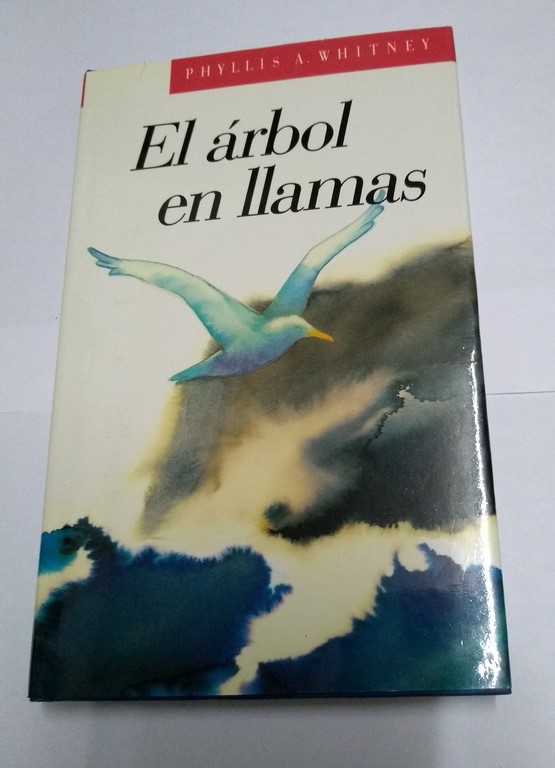 PHYLLIS A. WHITNEY
El árbol
en llamas